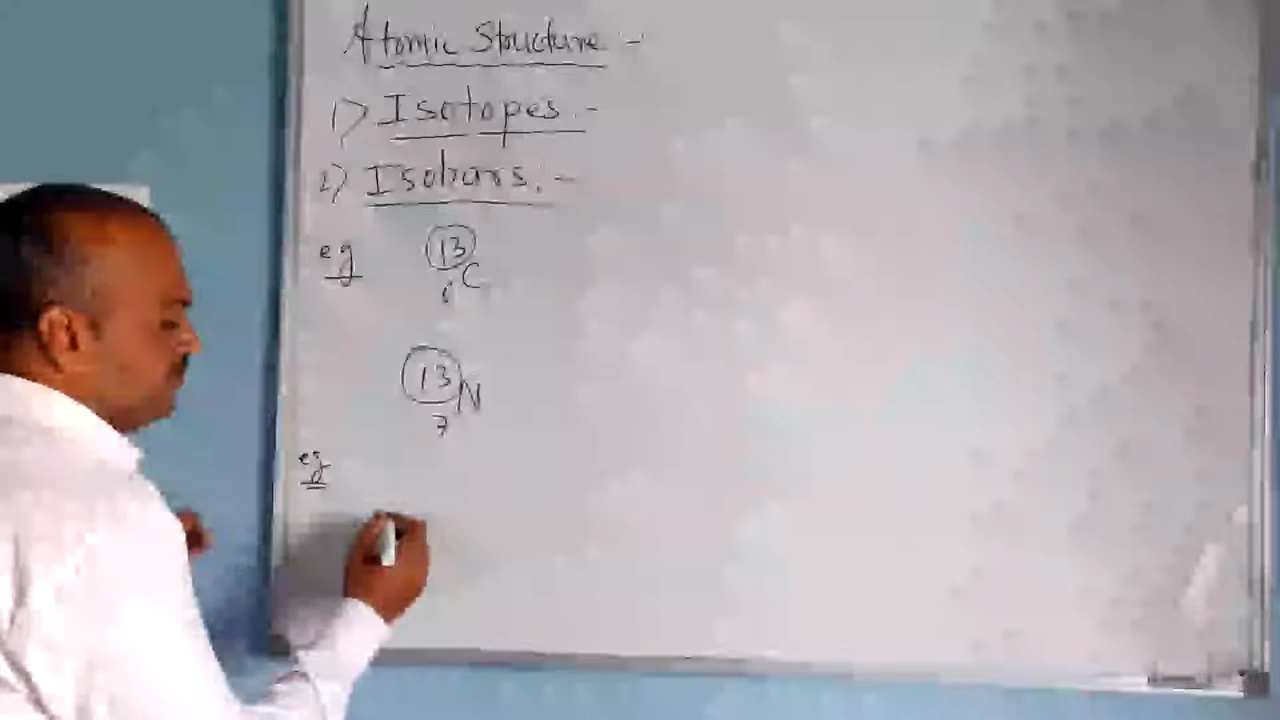 Atomic Structure -
1) Isotopes. -
2) Isobars. -
eg 13
6 C
13 N
7
eg